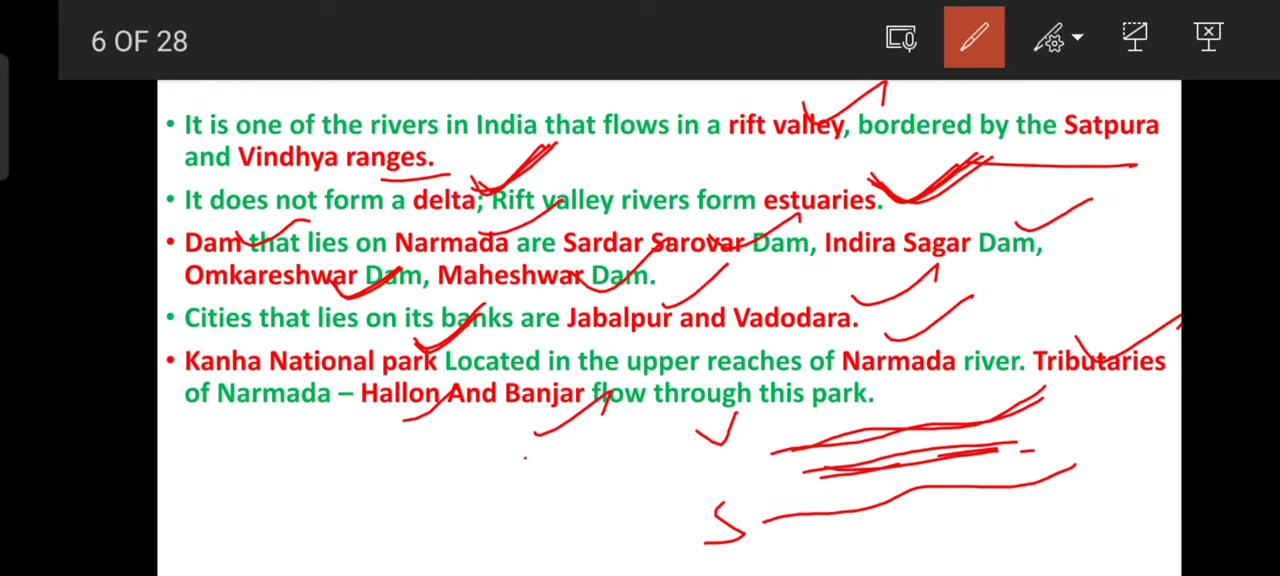 6 OF 28
• It is one of the rivers in India that flows in a rift valley, bordered by the Satpura
and Vindhya ranges.
• It does not form a delta; Rift valley rivers form estuaries.
• Dam that lies on Narmada are Sardar Sarovar Dam, Indira Sagar Dam,
Omkareshwar Dam, Maheshwar Dam.
• Cities that lies on its banks are Jabalpur and Vadodara.
• Kanha National park Located in the upper reaches of Narmada river. Tributaries
of Narmada – Hallon And Banjar flow through this park.